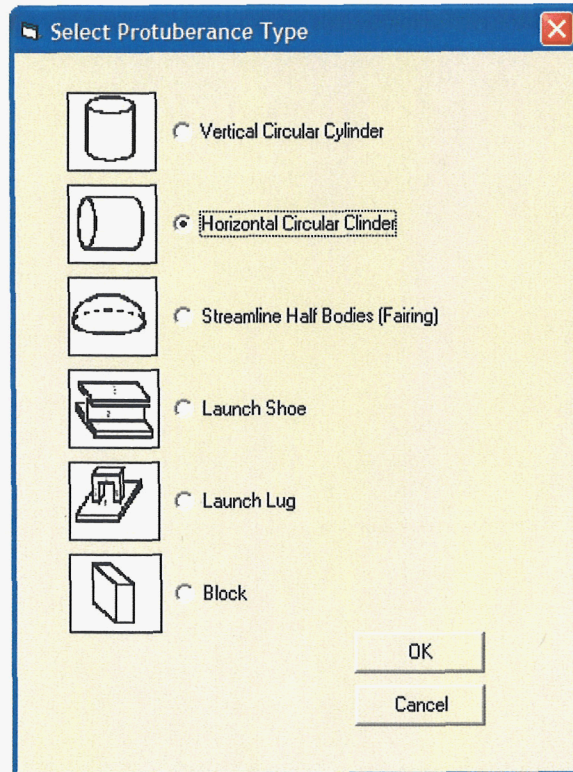 Select Protuberance Type
Vertical Circular Cylinder
Horizontal Circular Clinder
Streamline Half Bodies (Fairing)
Launch Shoe
Launch Lug
Block
OK
Cancel